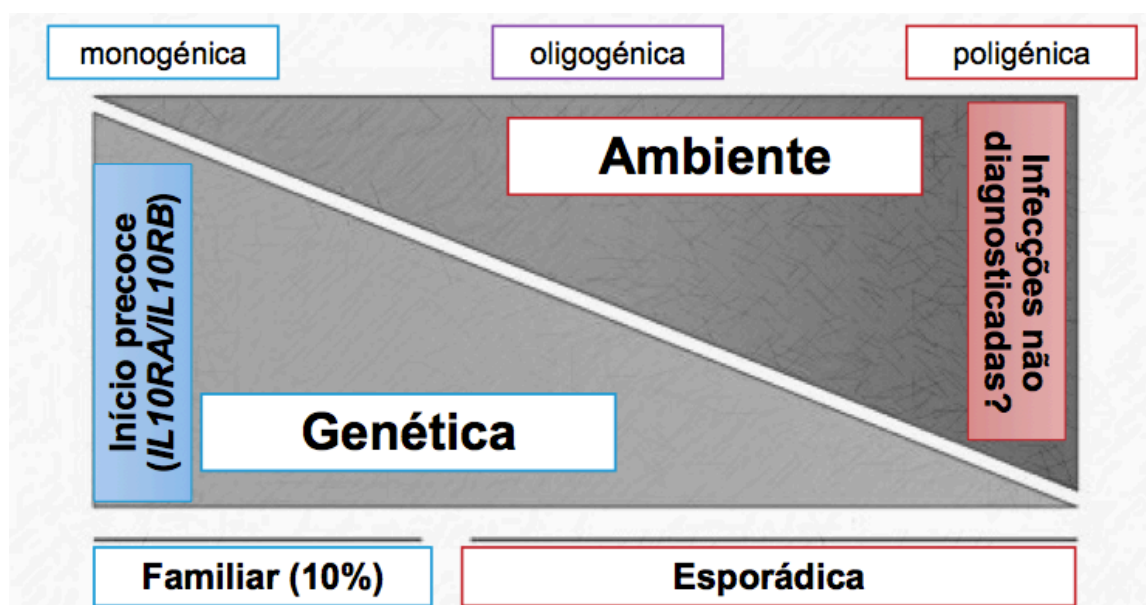 monogénica
oligogénica
poligénica
Ambiente
Infecções não
diagnosticadas?
Início precoce
(IL10RA/IL10RB)
Genética
Familiar (10%)
Esporádica